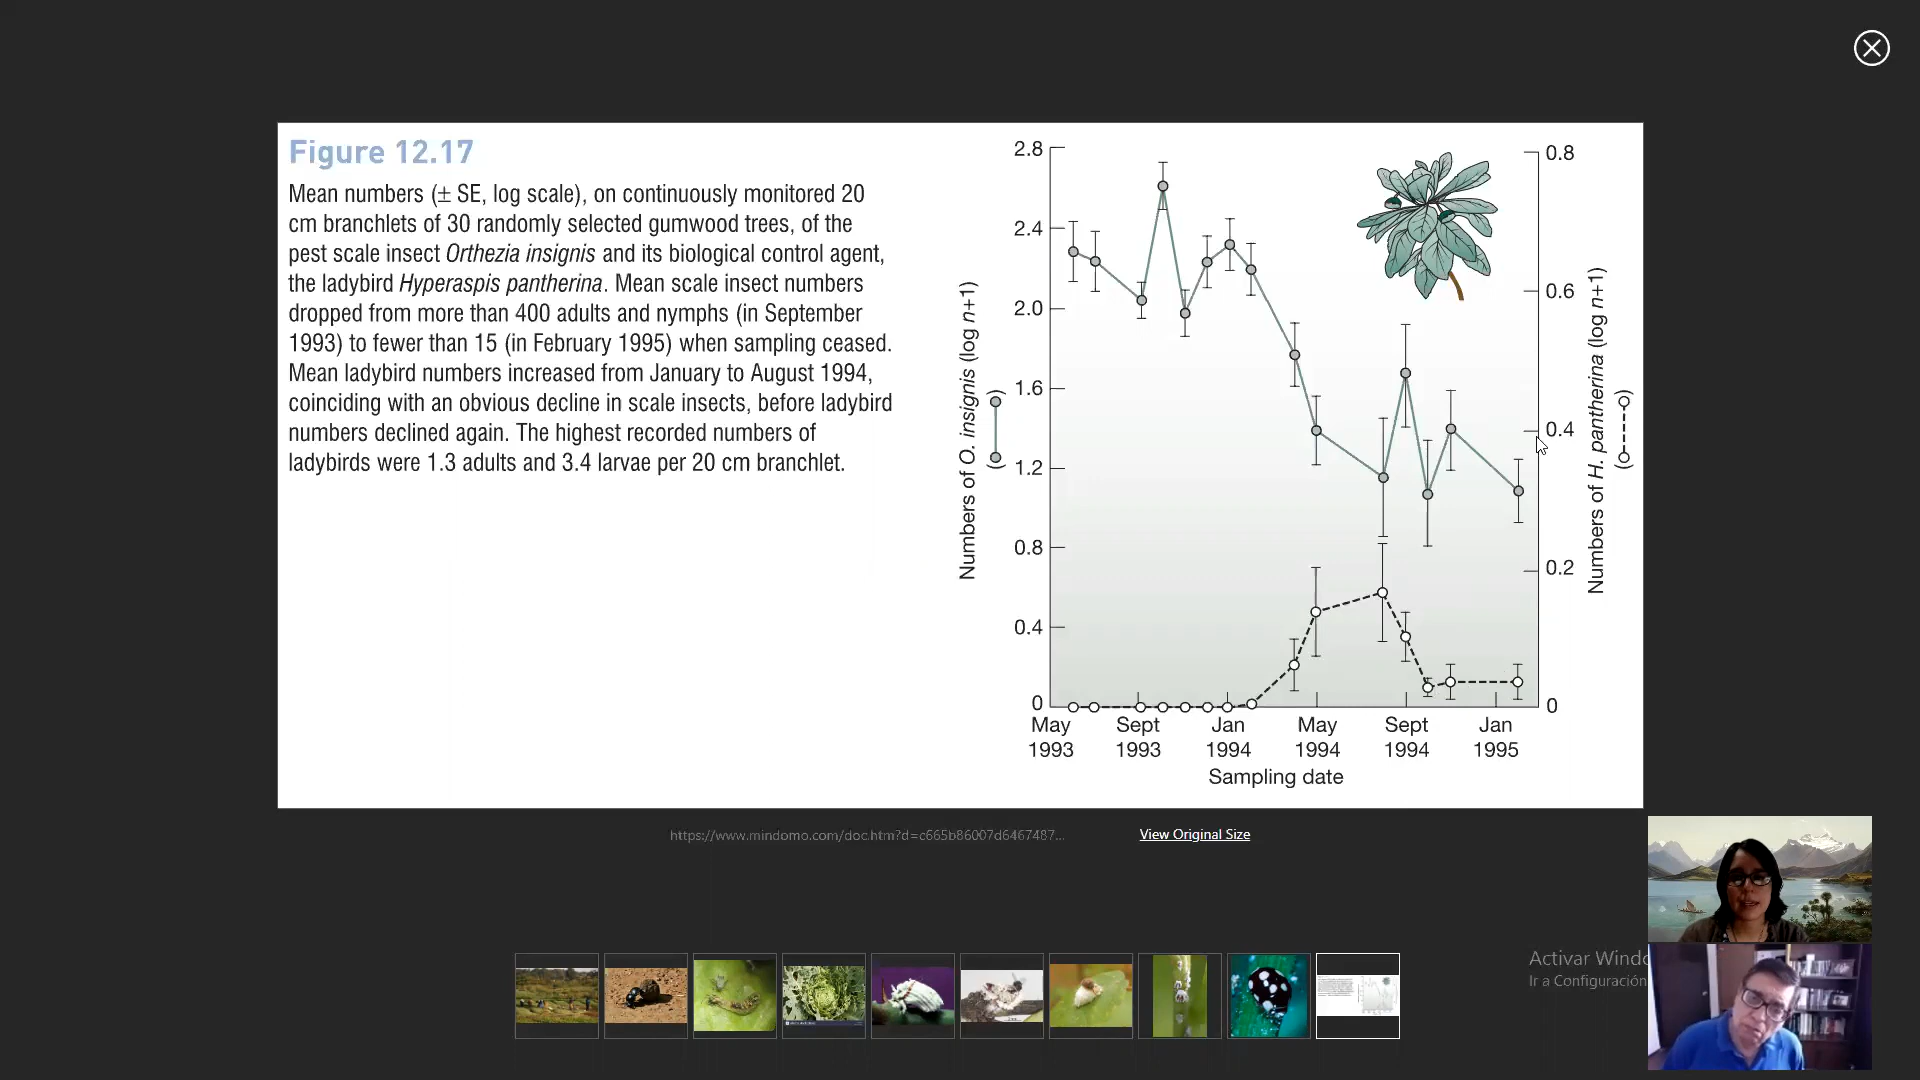 Figure 12.17
Mean numbers (± SE, log scale), on continuously monitored 20
cm branchlets of 30 randomly selected gumwood trees, of the
pest scale insect Orthezia insignis and its biological control agent,
the ladybird Hyperaspis pantherina. Mean scale insect numbers
dropped from more than 400 adults and nymphs (in September
1993) to fewer than 15 (in February 1995) when sampling ceased.
Mean ladybird numbers increased from January to August 1994,
coinciding with an obvious decline in scale insects, before ladybird
numbers declined again. The highest recorded numbers of
ladybirds were 1.3 adults and 3.4 larvae per 20 cm branchlet.
Numbers of O. insignis (log n+1)
2.8
2.4
2.0
1.6
1.2
0.8
0.4
0
0.8
0.6
0.4
0.2
0
Numbers of H. pantherina (log n+1)
May Sept Jan May Sept Jan
1993 1993 1994 1994 1994 1995
Sampling date
https://www.mindomo.com/doc.htm?d=c665b86007d6467487...
View Original Size
Activar Windo
Ir a Configuración